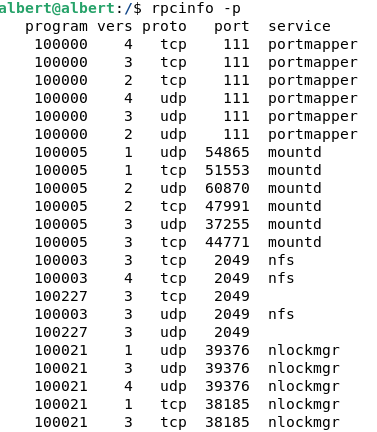 albert@albert:/$ rpcinfo -p
   program vers proto   port  service
    100000    4   tcp    111  portmapper
    100000    3   tcp    111  portmapper
    100000    2   tcp    111  portmapper
    100000    4   udp    111  portmapper
    100000    3   udp    111  portmapper
    100000    2   udp    111  portmapper
    100005    1   udp  54865  mountd
    100005    1   tcp  51553  mountd
    100005    2   udp  60870  mountd
    100005    2   tcp  47991  mountd
    100005    3   udp  37255  mountd
    100005    3   tcp  44771  mountd
    100003    3   tcp   2049  nfs
    100003    4   tcp   2049  nfs
    100227    3   tcp   2049
    100003    3   udp   2049  nfs
    100227    3   udp   2049
    100021    1   udp  39376  nlockmgr
    100021    3   udp  39376  nlockmgr
    100021    4   udp  39376  nlockmgr
    100021    1   tcp  38185  nlockmgr
    100021    3   tcp  38185  nlockmgr